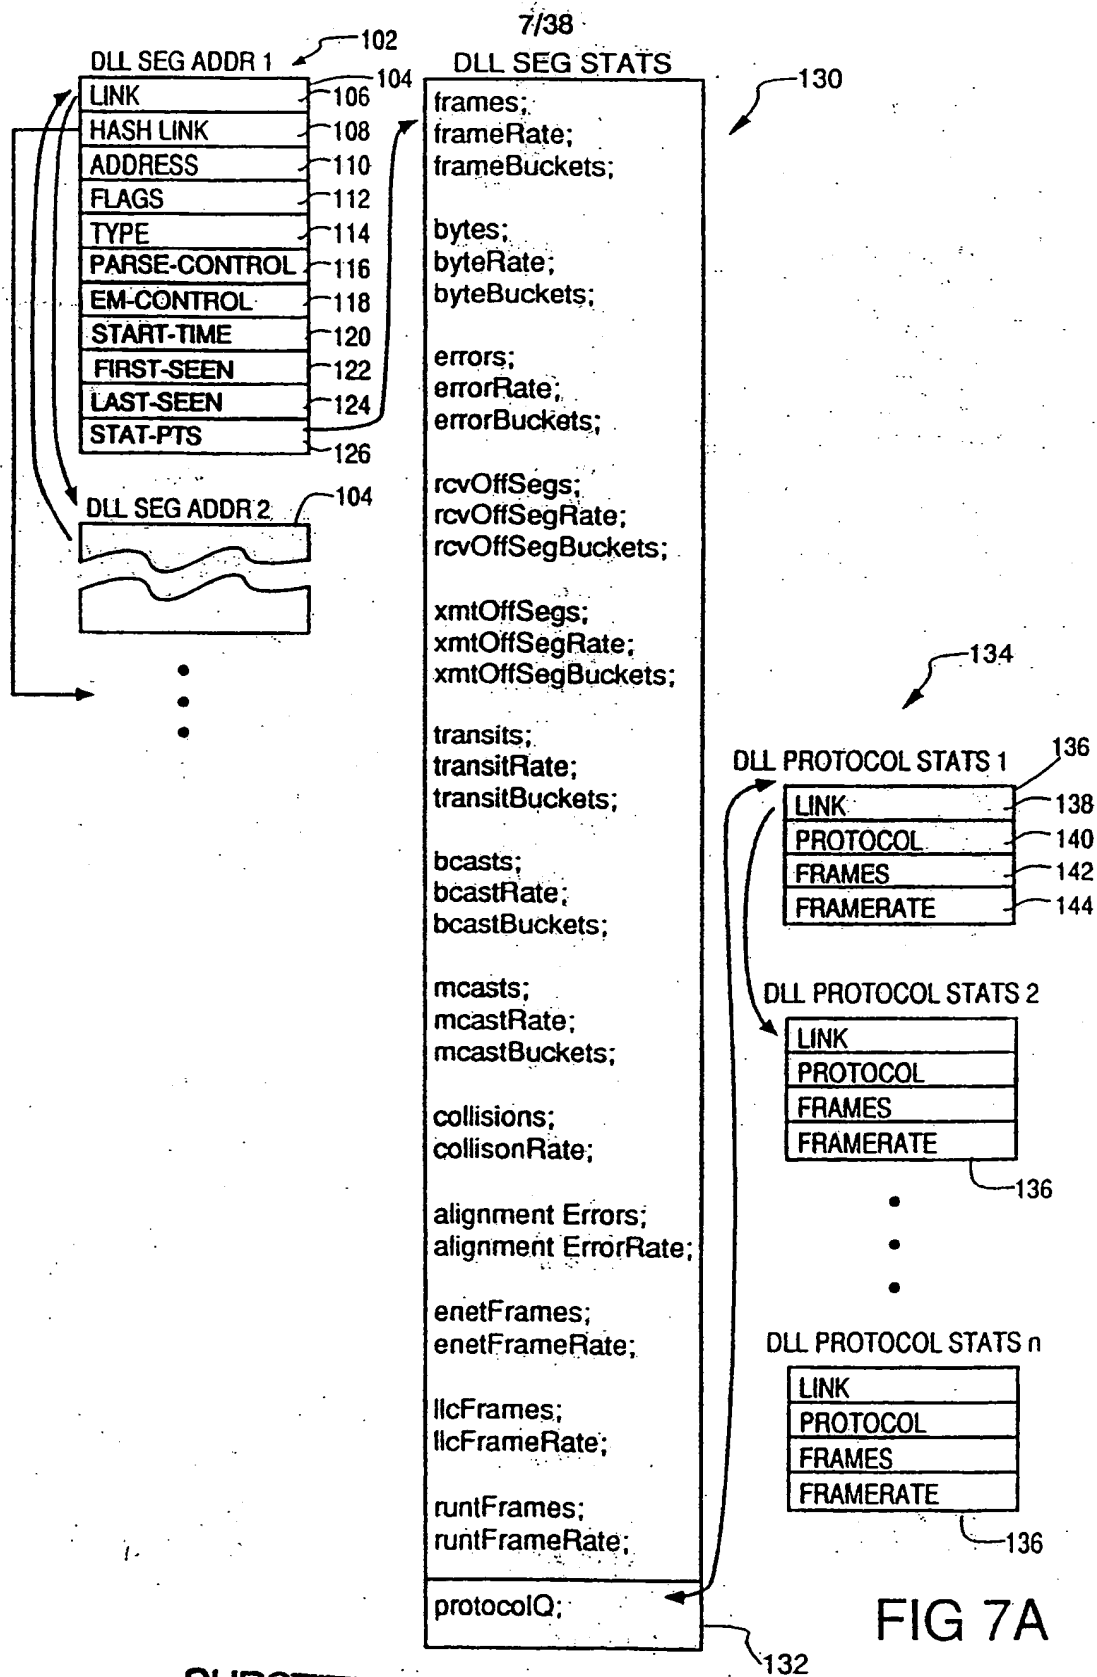 7/38
DLL SEG ADDR 1
102
104
LINK
106
HASH LINK
108
ADDRESS
110
FLAGS
112
TYPE
114
PARSE-CONTROL
116
EM-CONTROL
118
START-TIME
120
FIRST-SEEN
122
LAST-SEEN
124
STAT-PTS
126
DLL SEG ADDR 2
104
DLL SEG STATS
130
frames;
frameRate;
frameBuckets;
bytes;
byteRate;
byteBuckets;
errors;
errorRate;
errorBuckets;
rcvOffSegs;
rcvOffSegRate;
rcvOffSegBuckets;
xmtOffSegs;
xmtOffSegRate;
xmtOffSegBuckets;
transits;
transitRate;
transitBuckets;
bcasts;
bcastRate;
bcastBuckets;
mcasts;
mcastRate;
mcastBuckets;
collisions;
collisonRate;
alignment Errors;
alignment ErrorRate;
enetFrames;
enetFrameRate;
llcFrames;
llcFrameRate;
runtFrames;
runtFrameRate;
protocolQ;
132
134
DLL PROTOCOL STATS 1
136
LINK
138
PROTOCOL
140
FRAMES
142
FRAMERATE
144
DLL PROTOCOL STATS 2
LINK
PROTOCOL
FRAMES
FRAMERATE
136
DLL PROTOCOL STATS n
LINK
PROTOCOL
FRAMES
FRAMERATE
136
FIG 7A